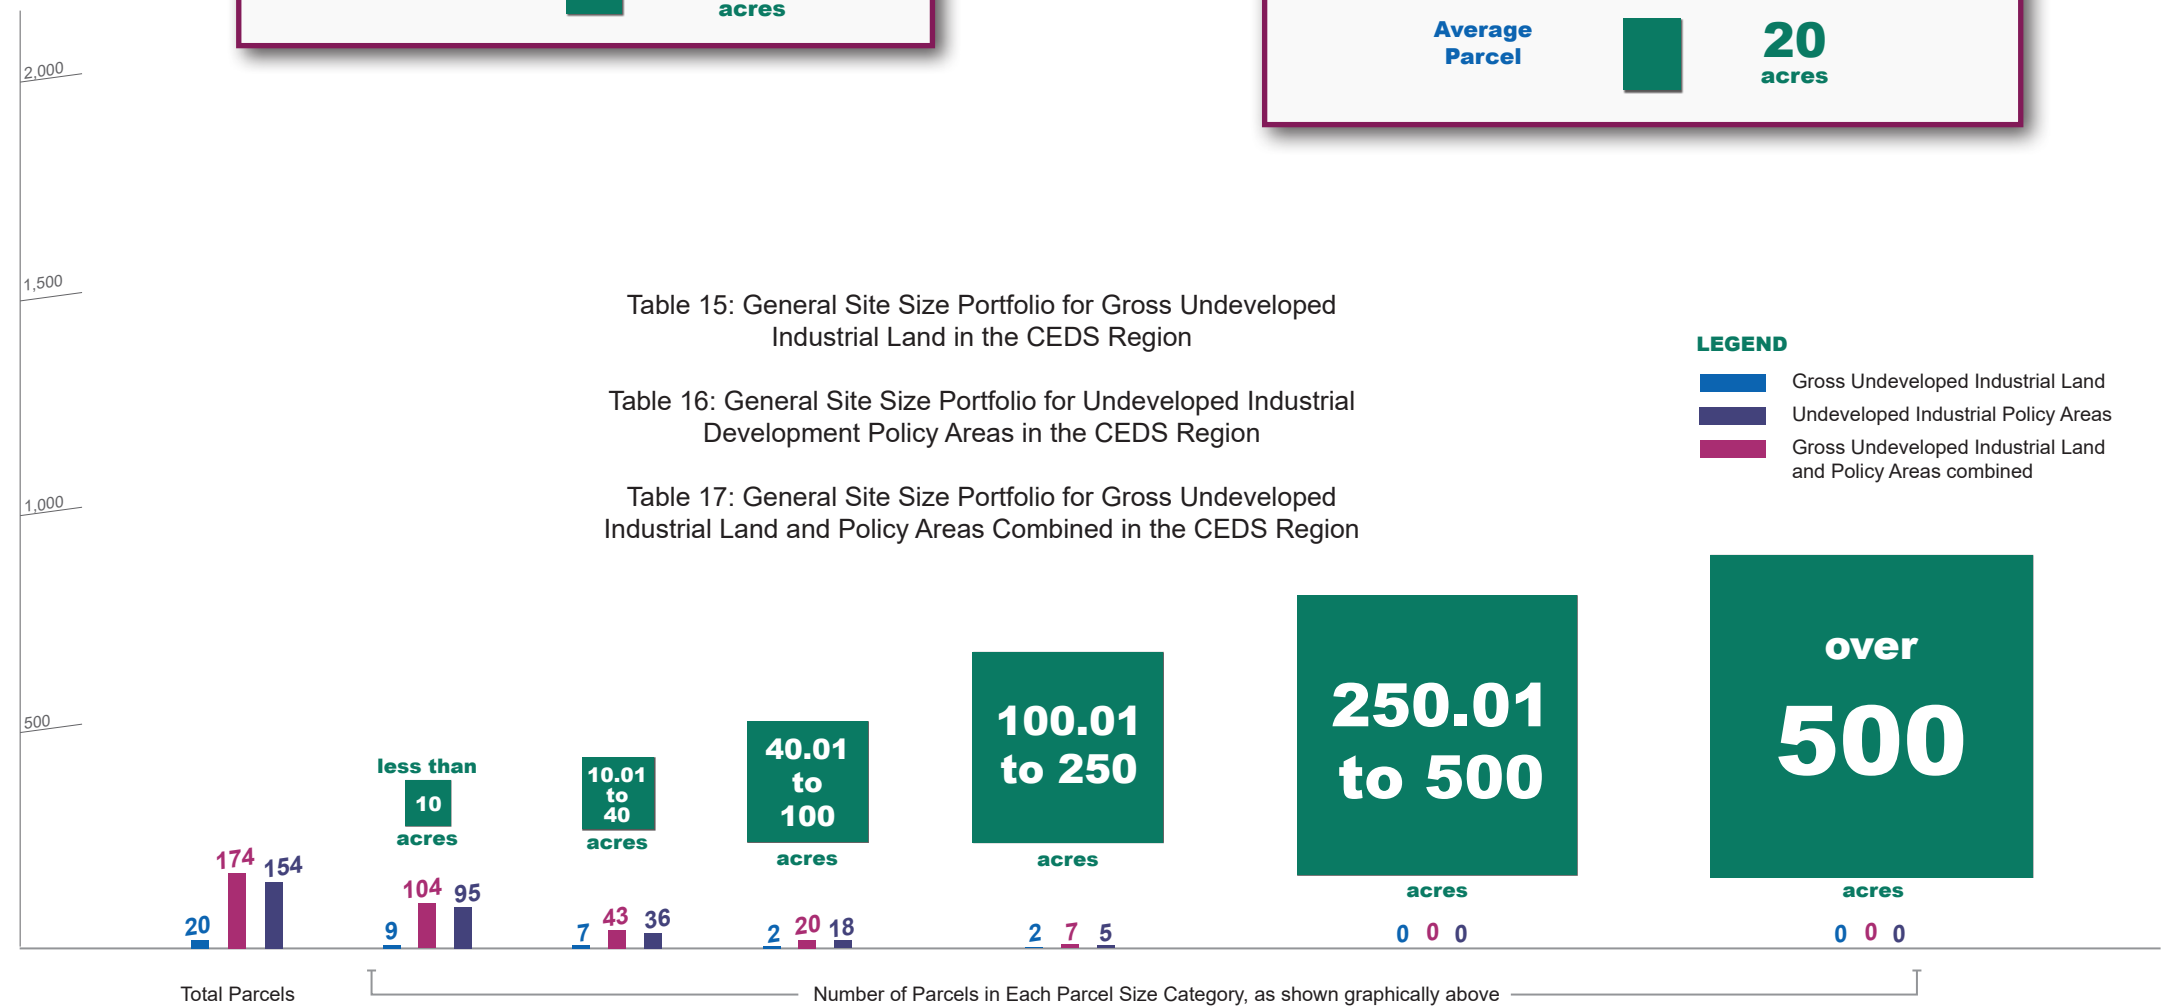 acres
Average
Parcel
20
acres
2,000
1,500
1,000
500
Table 15: General Site Size Portfolio for Gross Undeveloped
Industrial Land in the CEDS Region
Table 16: General Site Size Portfolio for Undeveloped Industrial
Development Policy Areas in the CEDS Region
Table 17: General Site Size Portfolio for Gross Undeveloped
Industrial Land and Policy Areas Combined in the CEDS Region
LEGEND
Gross Undeveloped Industrial Land
Undeveloped Industrial Policy Areas
Gross Undeveloped Industrial Land
and Policy Areas combined
less than
10
acres
10.01
to
40
acres
40.01
to
100
acres
100.01
to 250
acres
250.01
to 500
acres
over
500
acres
20 174 154
9 104 95
7 43 36
2 20 18
2 7 5
0 0 0
0 0 0
Total Parcels
Number of Parcels in Each Parcel Size Category, as shown graphically above